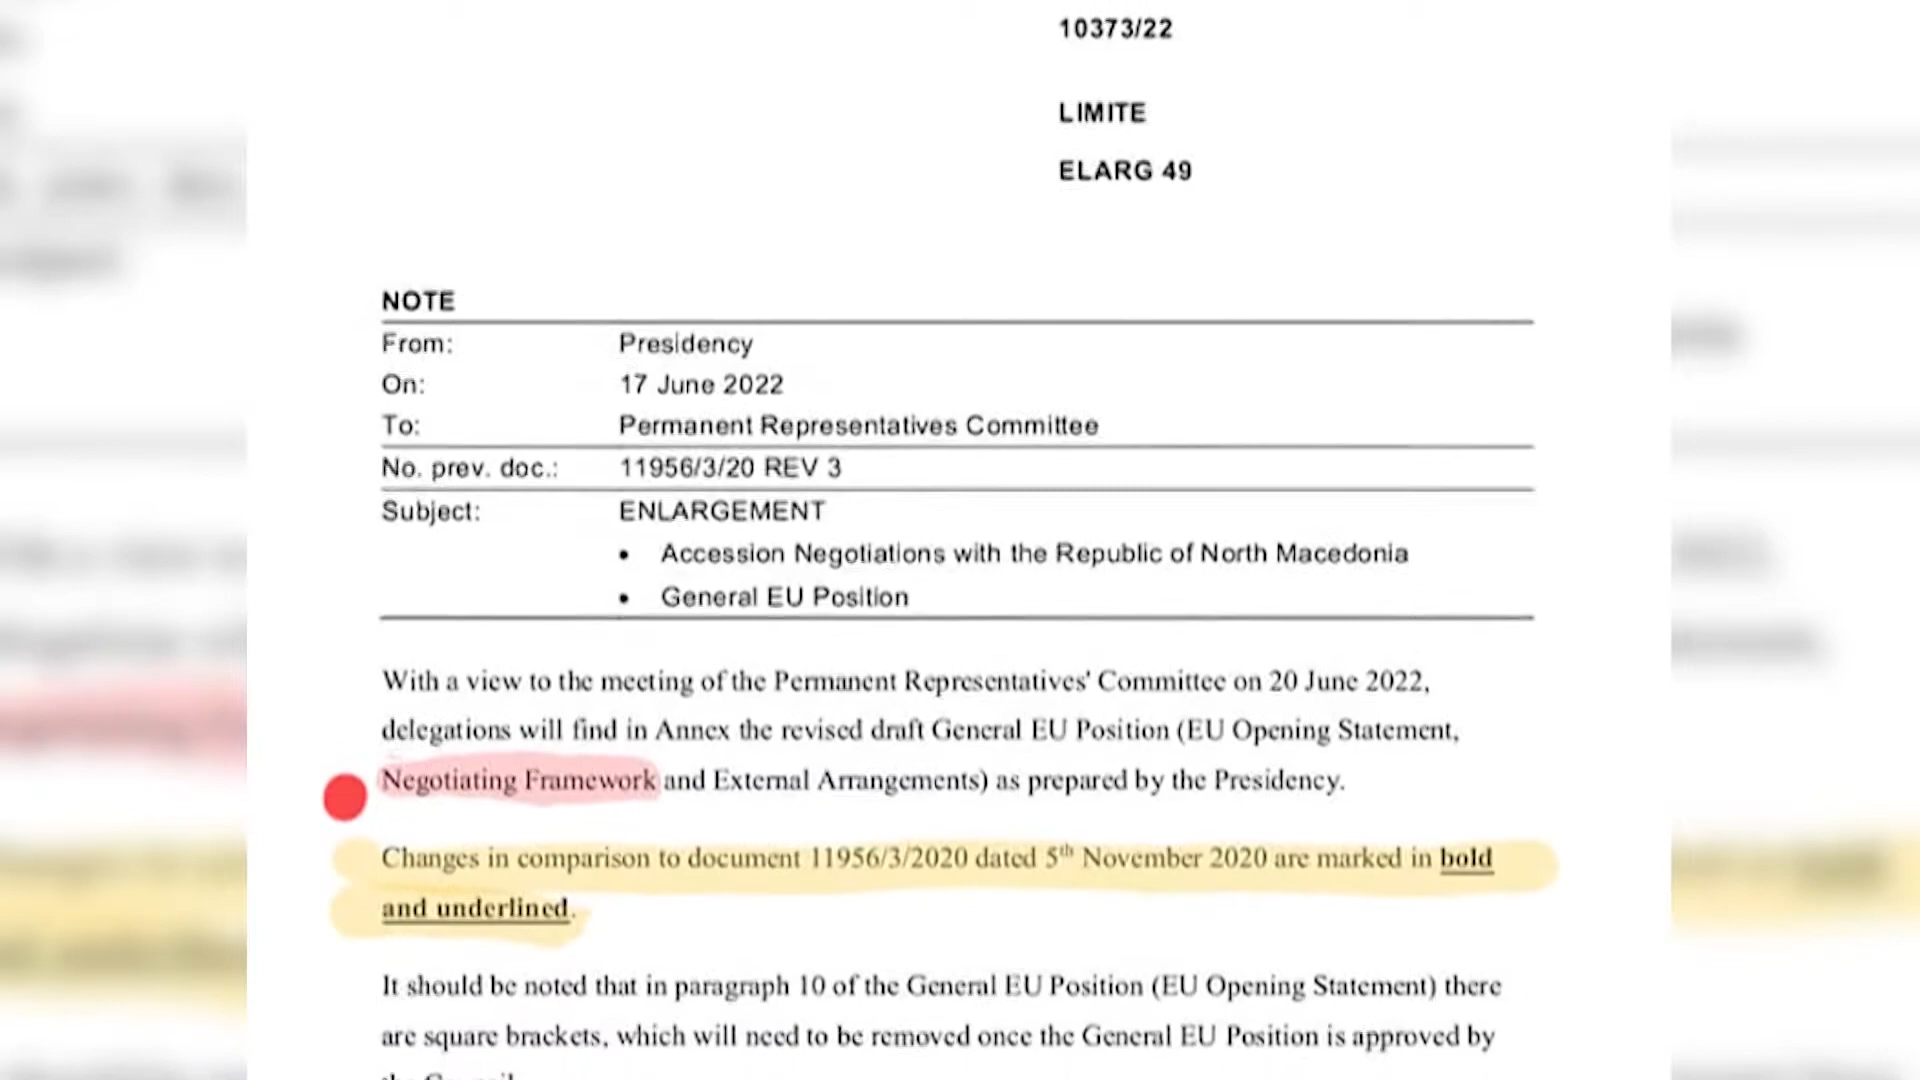 10373/22
LIMITE
ELARG 49
NOTE
From: Presidency
On: 17 June 2022
To: Permanent Representatives Committee
No. prev. doc.: 11956/3/20 REV 3
Subject: ENLARGEMENT
• Accession Negotiations with the Republic of North Macedonia
• General EU Position
With a view to the meeting of the Permanent Representatives' Committee on 20 June 2022,
delegations will find in Annex the revised draft General EU Position (EU Opening Statement,
Negotiating Framework and External Arrangements) as prepared by the Presidency.
Changes in comparison to document 11956/3/2020 dated 5th November 2020 are marked in bold
and underlined.
It should be noted that in paragraph 10 of the General EU Position (EU Opening Statement) there
are square brackets, which will need to be removed once the General EU Position is approved by